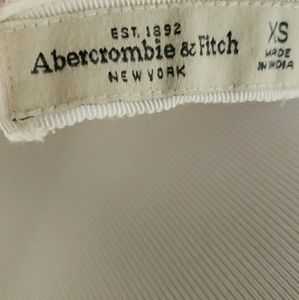 EST. 1892
Abercrombie & Fitch
NEW YORK
XS
MADE
IN INDIA